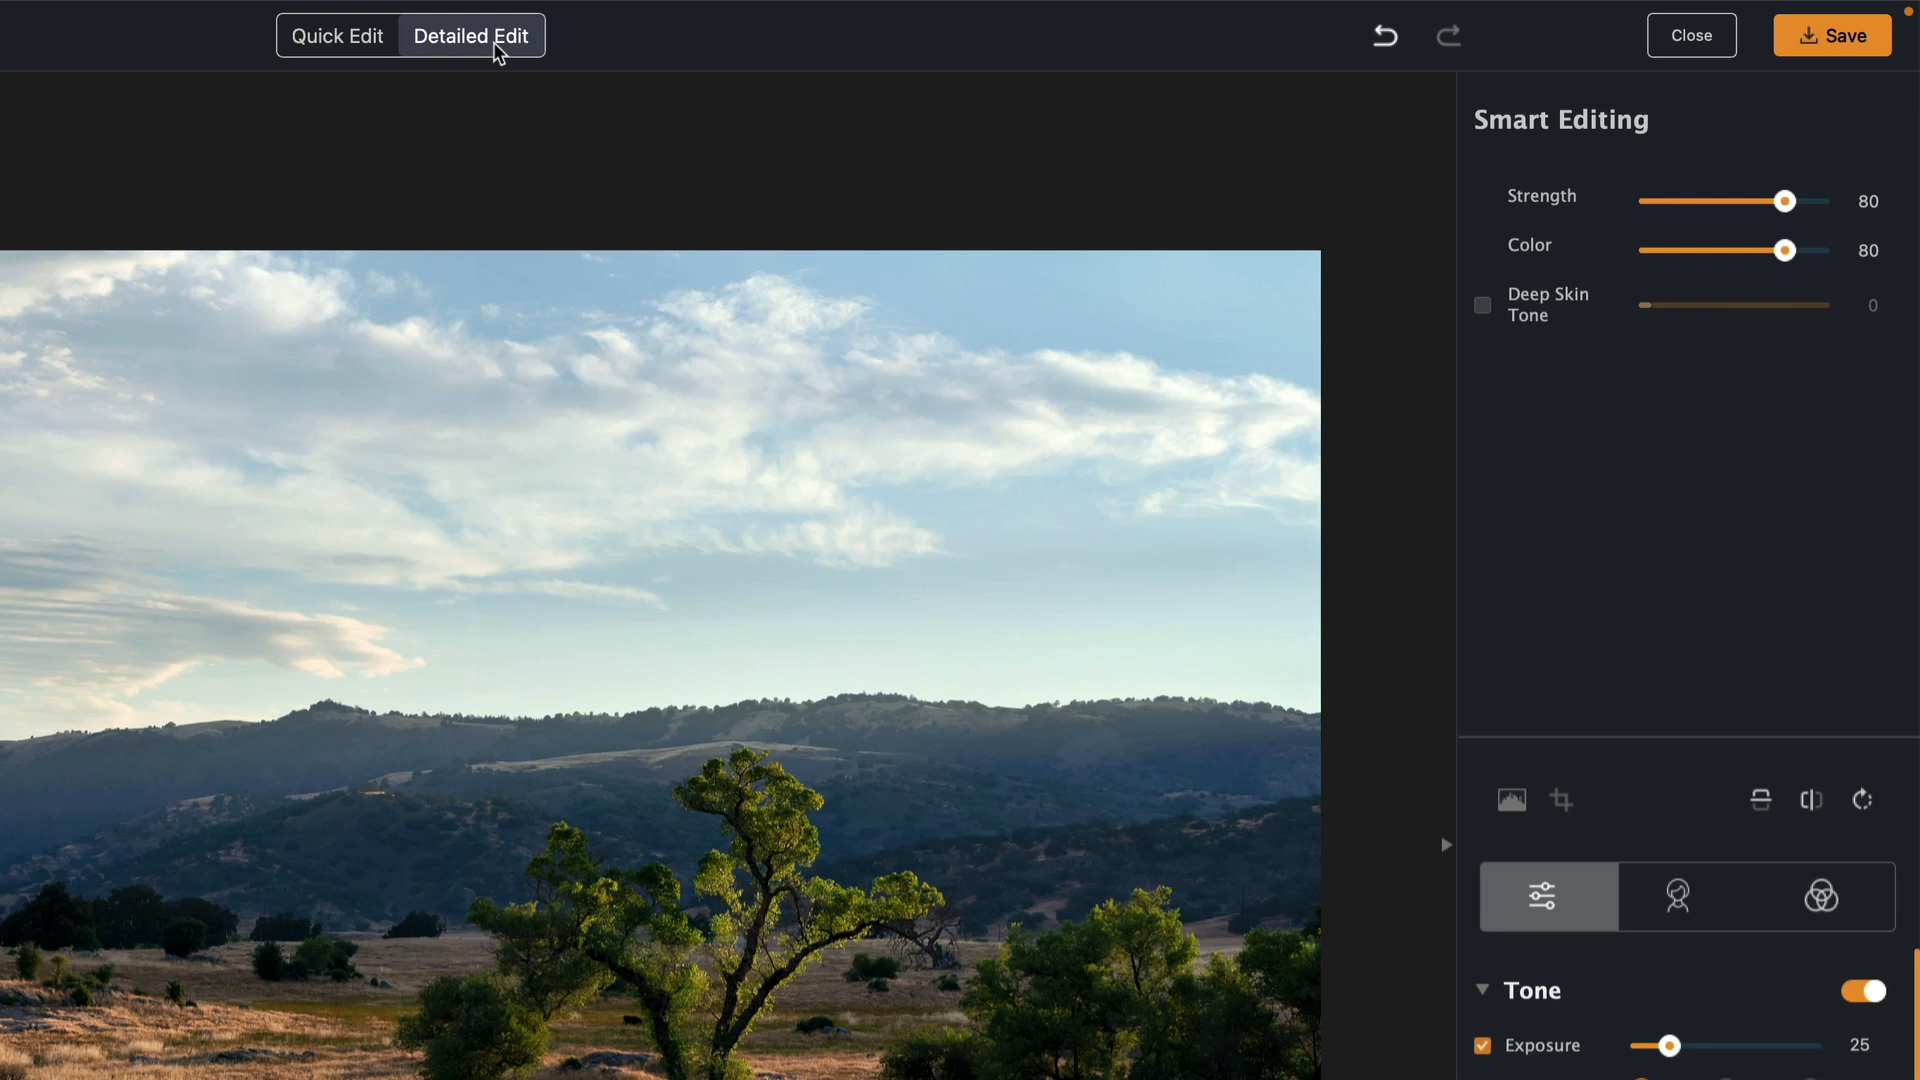 Quick Edit Detailed Edit Close Save
Smart Editing
Strength 80
Color 80
Deep Skin
Tone 0
Tone
Exposure 25